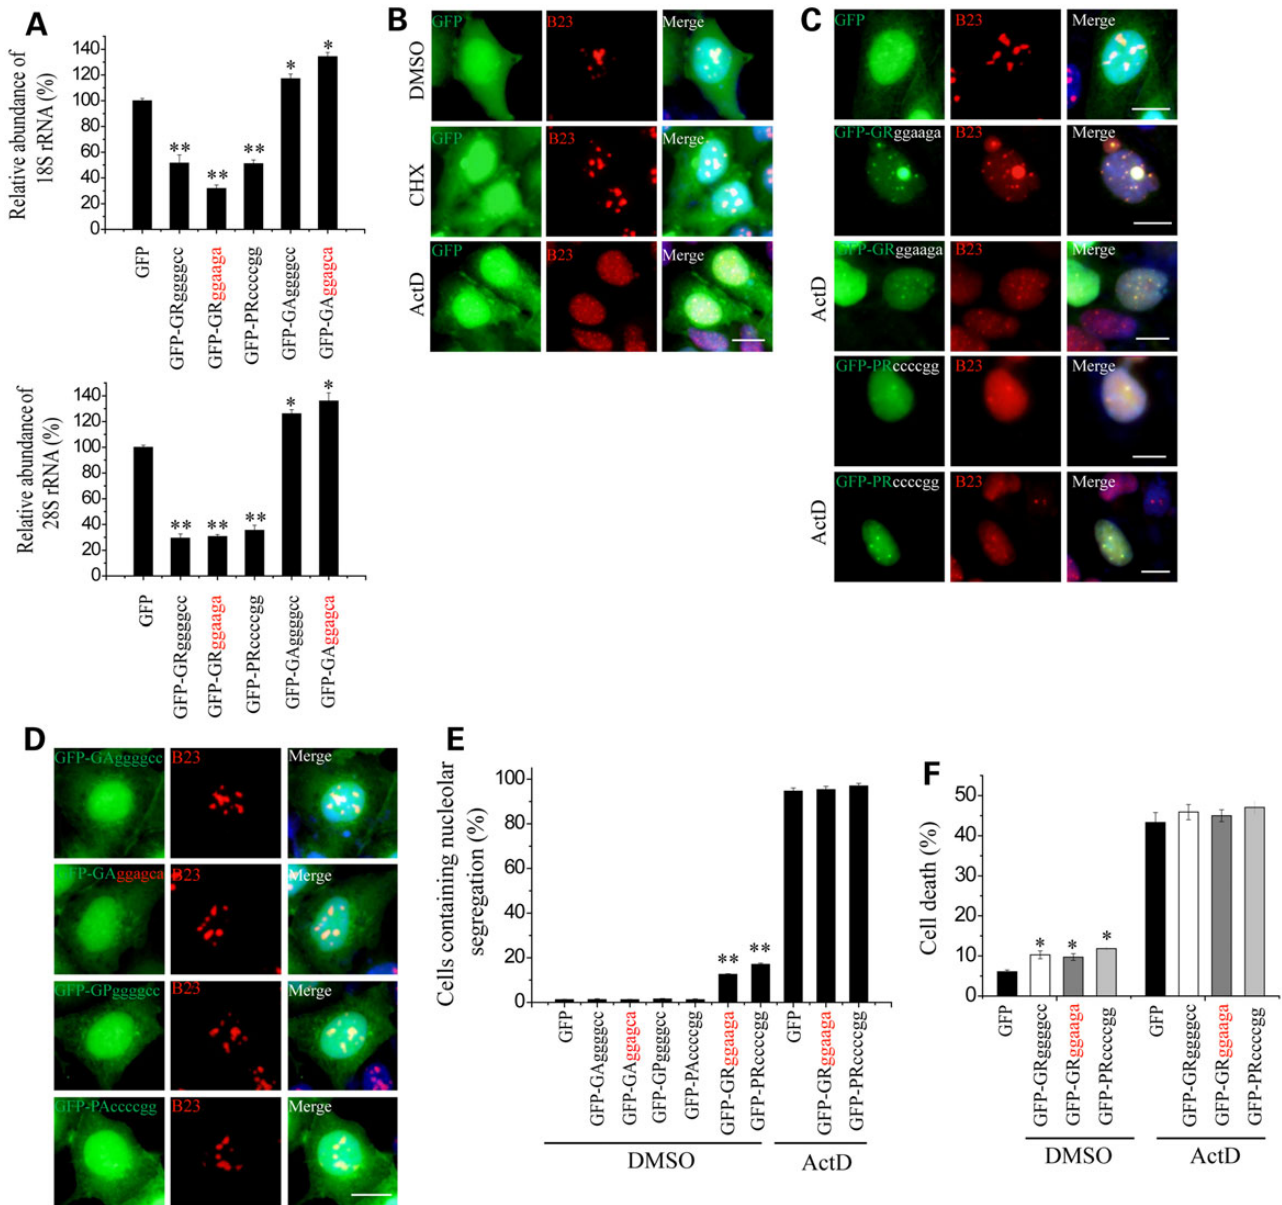 A
Relative abundance of
18S rRNA (%)
140
120
100
80
60
40
20
0
**
**
**
*
*
GFP
GFP-GRggggcc
GFP-GRggaaga
GFP-PRccccgg
GFP-GAggggcc
GFP-GAggagca
Relative abundance of
28S rRNA (%)
140
120
100
80
60
40
20
0
**
**
**
*
*
GFP
GFP-GRggggcc
GFP-GRggaaga
GFP-PRccccgg
GFP-GAggggcc
GFP-GAggagca
B
DMSO
GFP
B23
Merge
CHX
GFP
B23
Merge
ActD
GFP
B23
Merge
C
GFP
B23
Merge
GFP-GRggaaga
B23
Merge
ActD
GFP-GRggaaga
B23
Merge
GFP-PRccccgg
B23
Merge
ActD
GFP-PRccccgg
B23
Merge
D
GFP-GAggggcc
B23
Merge
GFP-GAggagca
B23
Merge
GFP-GPggggcc
B23
Merge
GFP-PAccccgg
B23
Merge
E
Cells containing nucleolar
segregation (%)
100
80
60
40
20
0
**
**
GFP
GFP-GAggggcc
GFP-GAggagca
GFP-GPggggcc
GFP-PAccccgg
GFP-GRggaaga
GFP-PRccccgg
GFP
GFP-GRggaaga
GFP-PRccccgg
DMSO
ActD
F
Cell death (%)
50
40
30
20
10
0
*
*
*
GFP
GFP-GRggggcc
GFP-GRggaaga
GFP-PRccccgg
GFP
GFP-GRggggcc
GFP-GRggaaga
GFP-PRccccgg
DMSO
ActD